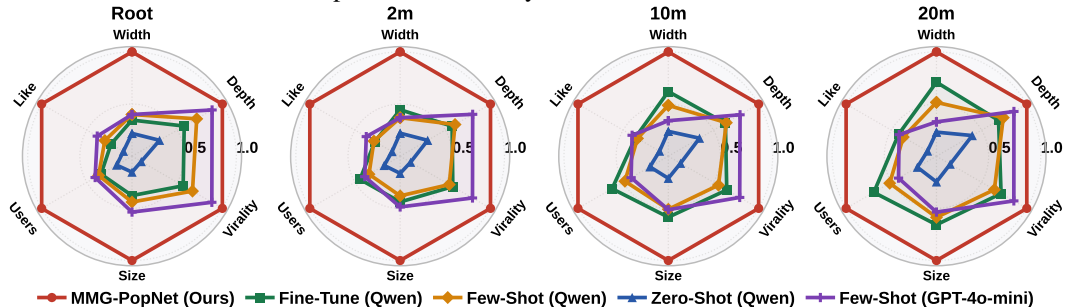 Root
Width
Like
Depth
0.5
1.0
Users
Virality
Size
2m
Width
Like
Depth
0.5
1.0
Users
Virality
Size
10m
Width
Like
Depth
0.5
1.0
Users
Virality
Size
20m
Width
Like
Depth
0.5
1.0
Users
Virality
Size
MMG-PopNet (Ours) Fine-Tune (Qwen) Few-Shot (Qwen) Zero-Shot (Qwen) Few-Shot (GPT-4o-mini)